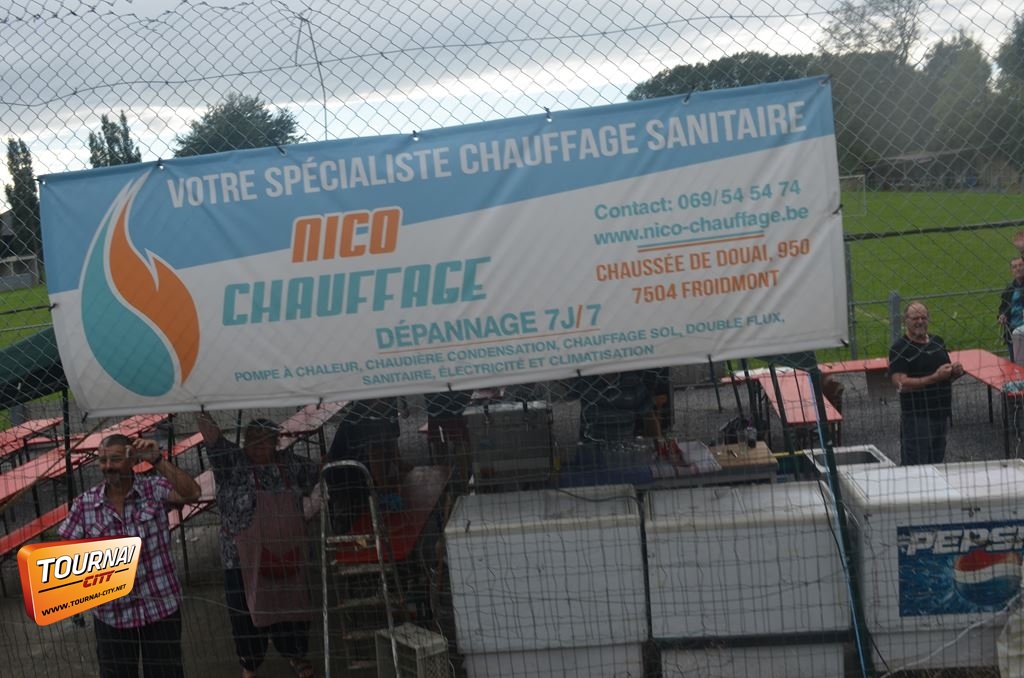 VOTRE SPÉCIALISTE CHAUFFAGE SANITAIRE
NICO
CHAUFFAGE
Contact: 069/54 54 74
www.nico-chauffage.be
CHAUSSÉE DE DOUAI, 950
7504 FROIDMONT
DÉPANNAGE 7J/7
POMPE À CHALEUR, CHAUDIÈRE CONDENSATION, CHAUFFAGE SOL, DOUBLE FLUX,
SANITAIRE, ÉLECTRICITÉ ET CLIMATISATION
PEPSI
TOURNAI
CITY
WWW.TOURNAI-CITY.NET